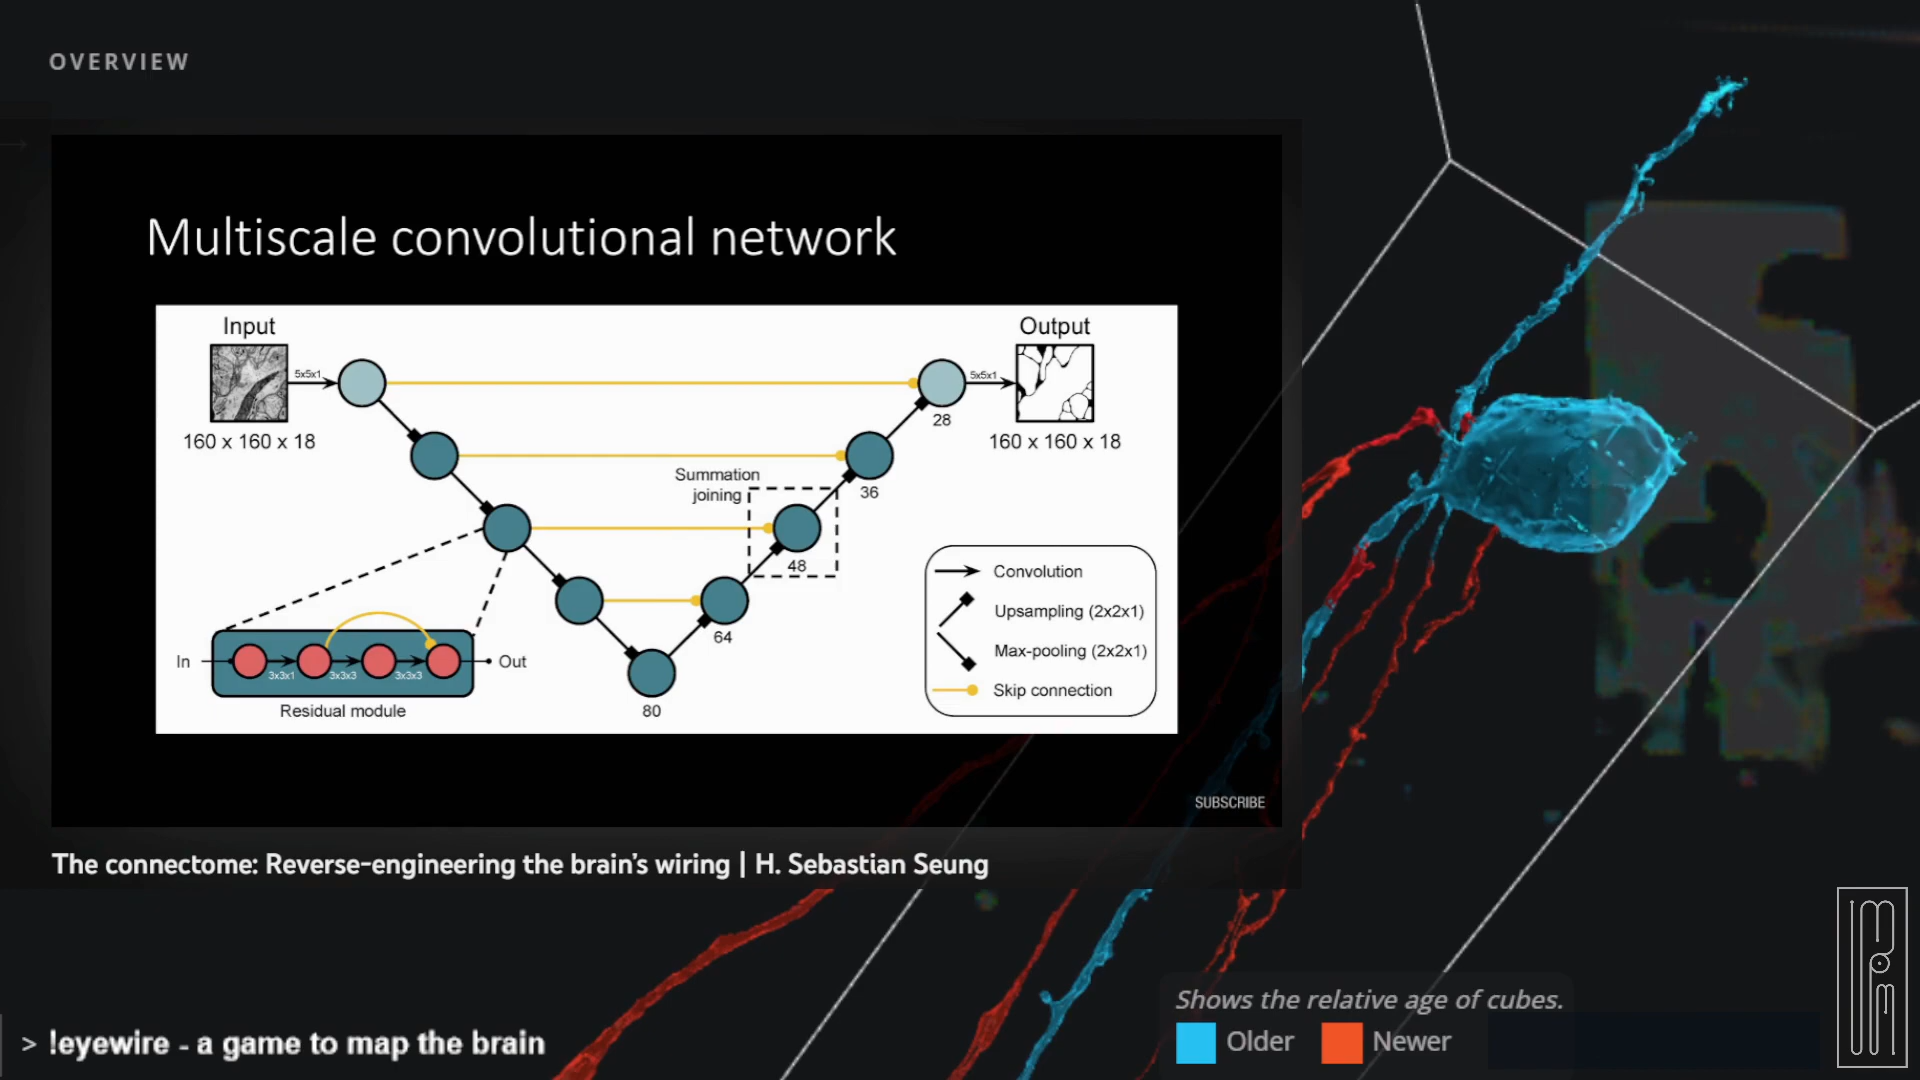 OVERVIEW
Multiscale convolutional network
Input
Output
5x5x1
5x5x1
160 x 160 x 18
28
160 x 160 x 18
Summation
joining
36
48
64
80
In
3x3x1
3x3x3
3x3x3
Out
Residual module
Convolution
Upsampling (2x2x1)
Max-pooling (2x2x1)
Skip connection
SUBSCRIBE
The connectome: Reverse-engineering the brain's wiring | H. Sebastian Seung
Shows the relative age of cubes.
Older
Newer
> !eyewire - a game to map the brain